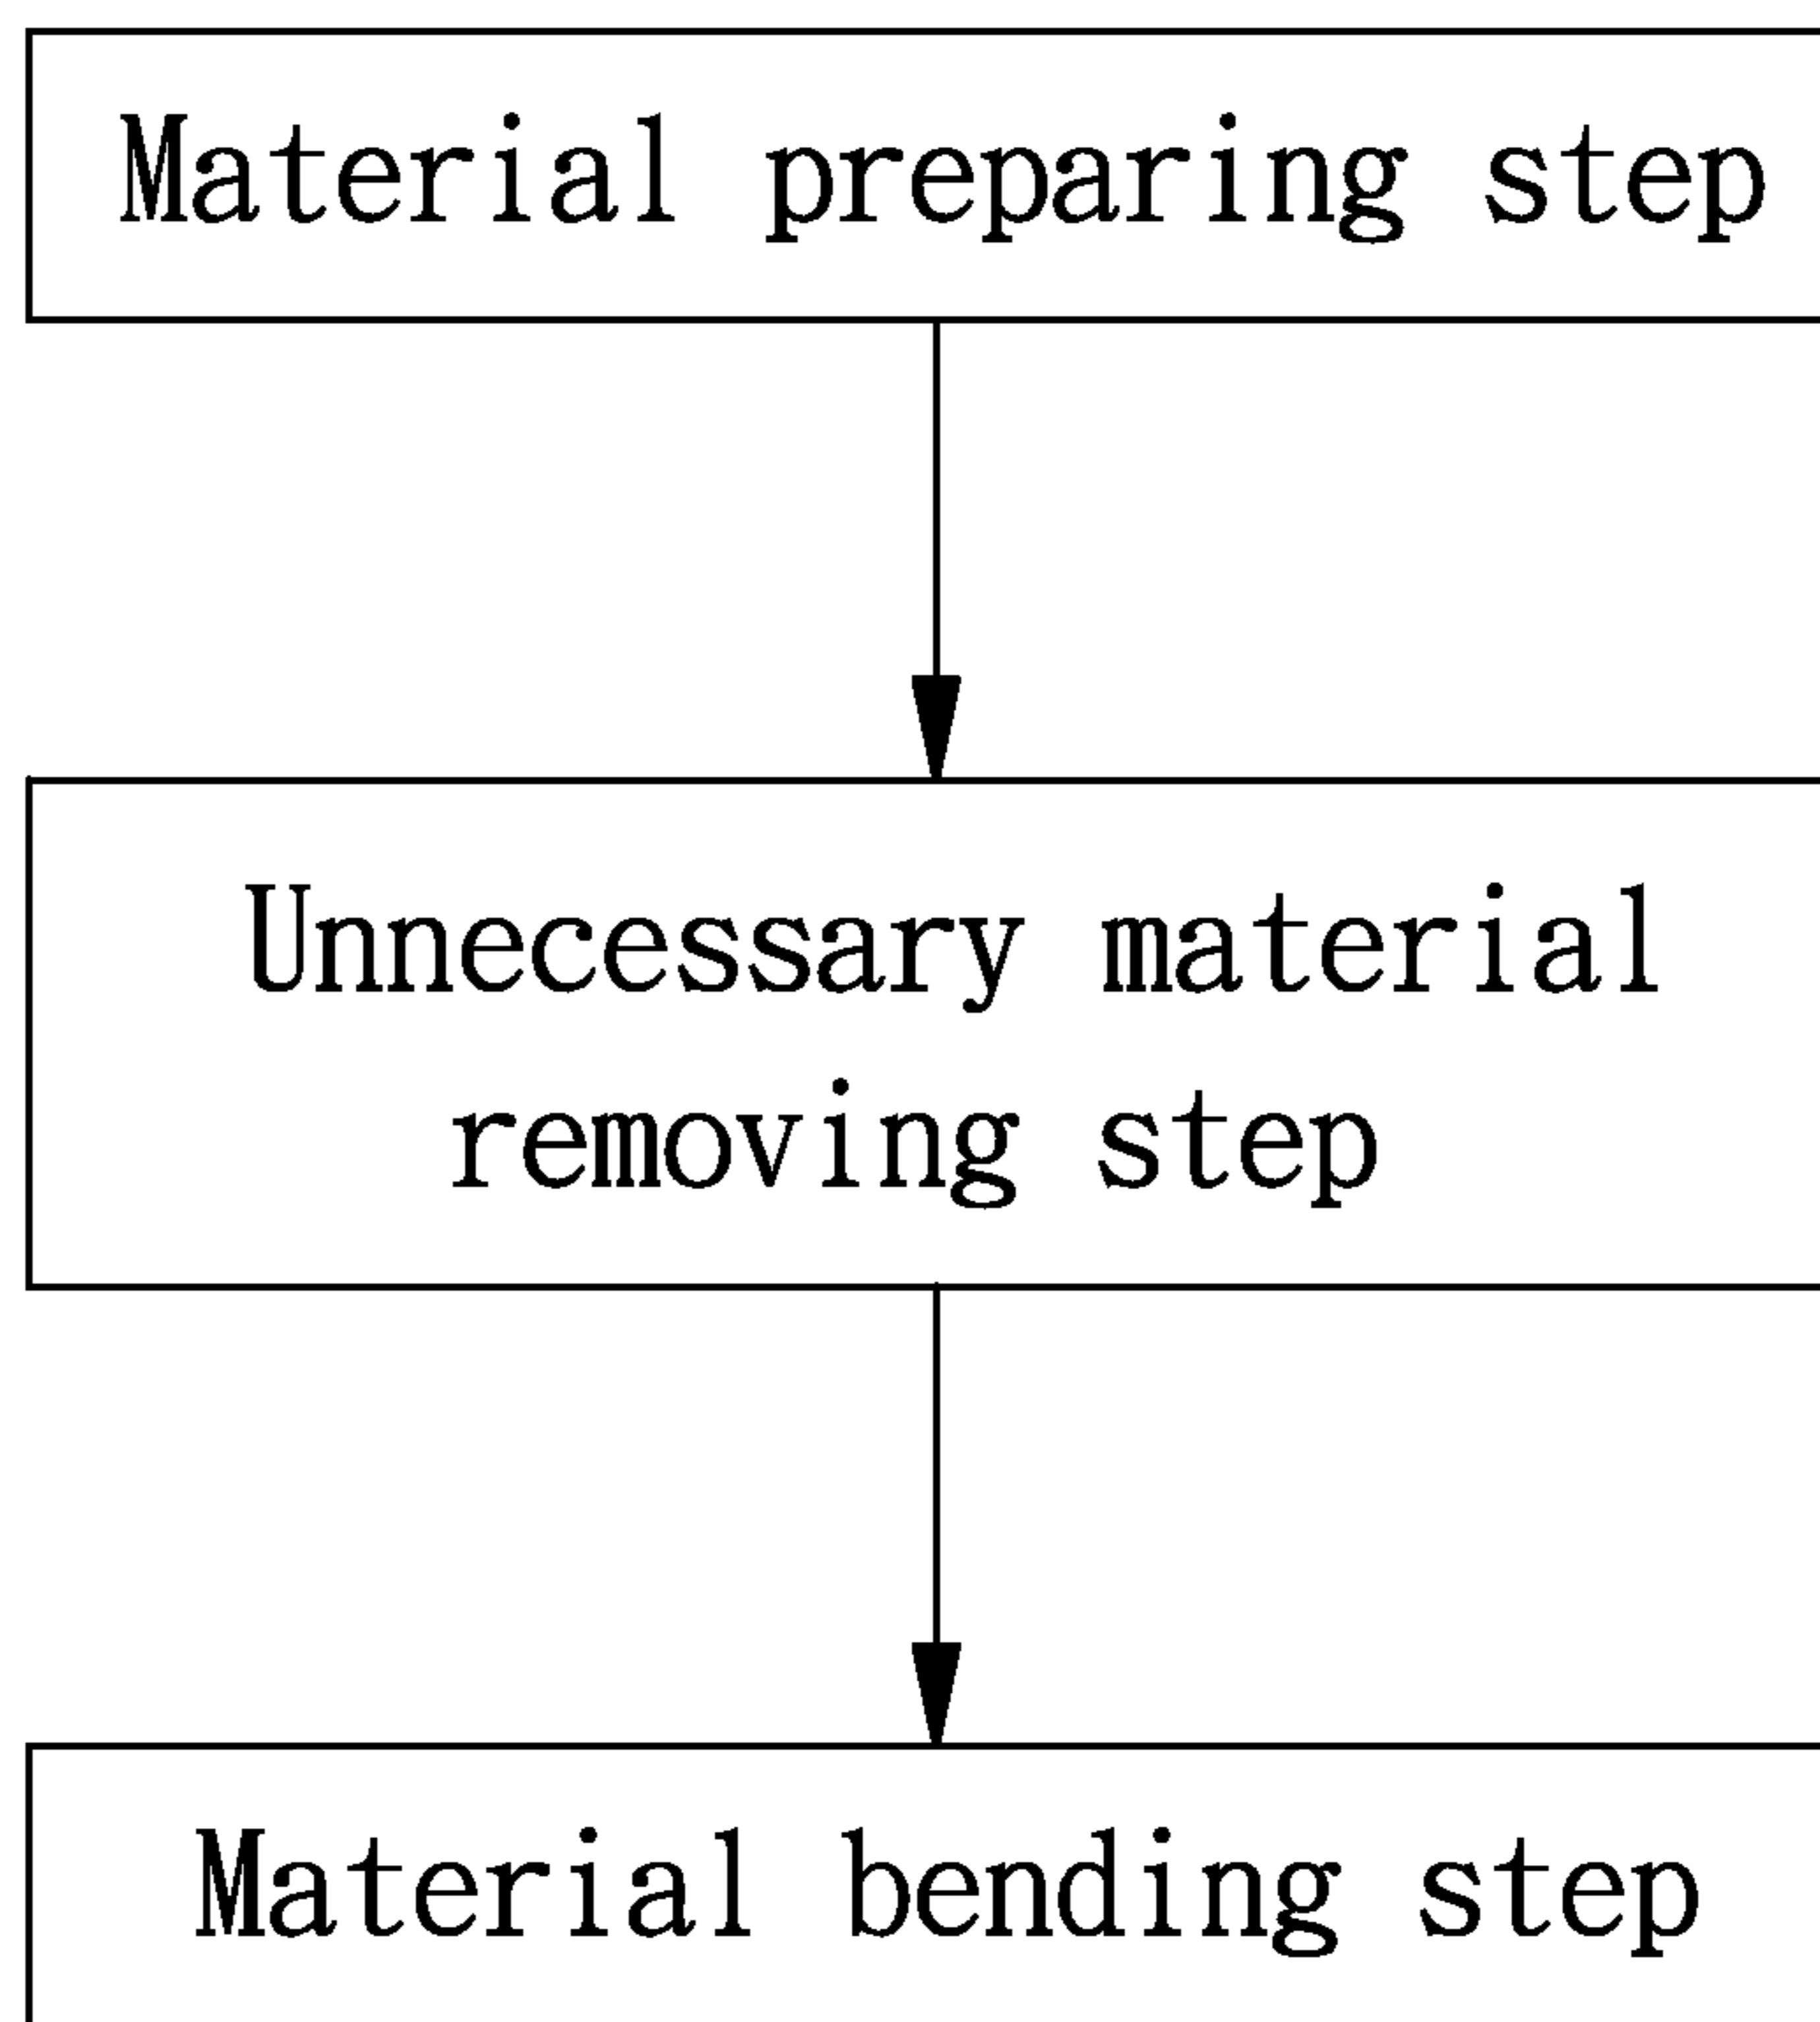 Material preparing step
Unnecessary material
removing step
Material bending step